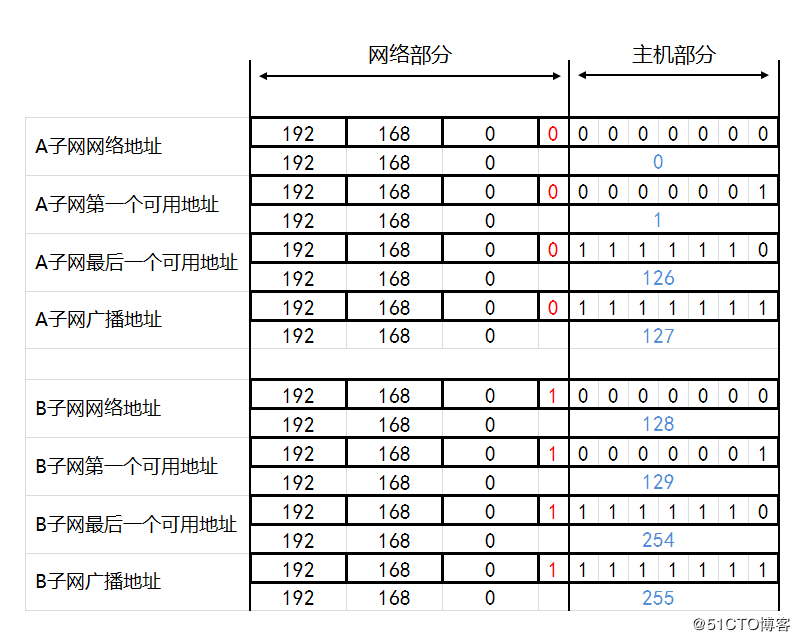 网络部分 主机部分
A子网网络地址
192 168 0 0 0 0 0 0 0 0 0
192 168 0 0
A子网第一个可用地址
192 168 0 0 0 0 0 0 0 0 1
192 168 0 1
A子网最后一个可用地址
192 168 0 0 1 1 1 1 1 1 0
192 168 0 126
A子网广播地址
192 168 0 0 1 1 1 1 1 1 1
192 168 0 127
B子网网络地址
192 168 0 1 0 0 0 0 0 0 0
192 168 0 128
B子网第一个可用地址
192 168 0 1 0 0 0 0 0 0 1
192 168 0 129
B子网最后一个可用地址
192 168 0 1 1 1 1 1 1 1 0
192 168 0 254
B子网广播地址
192 168 0 1 1 1 1 1 1 1 1
192 168 0 255
@51CTO博客